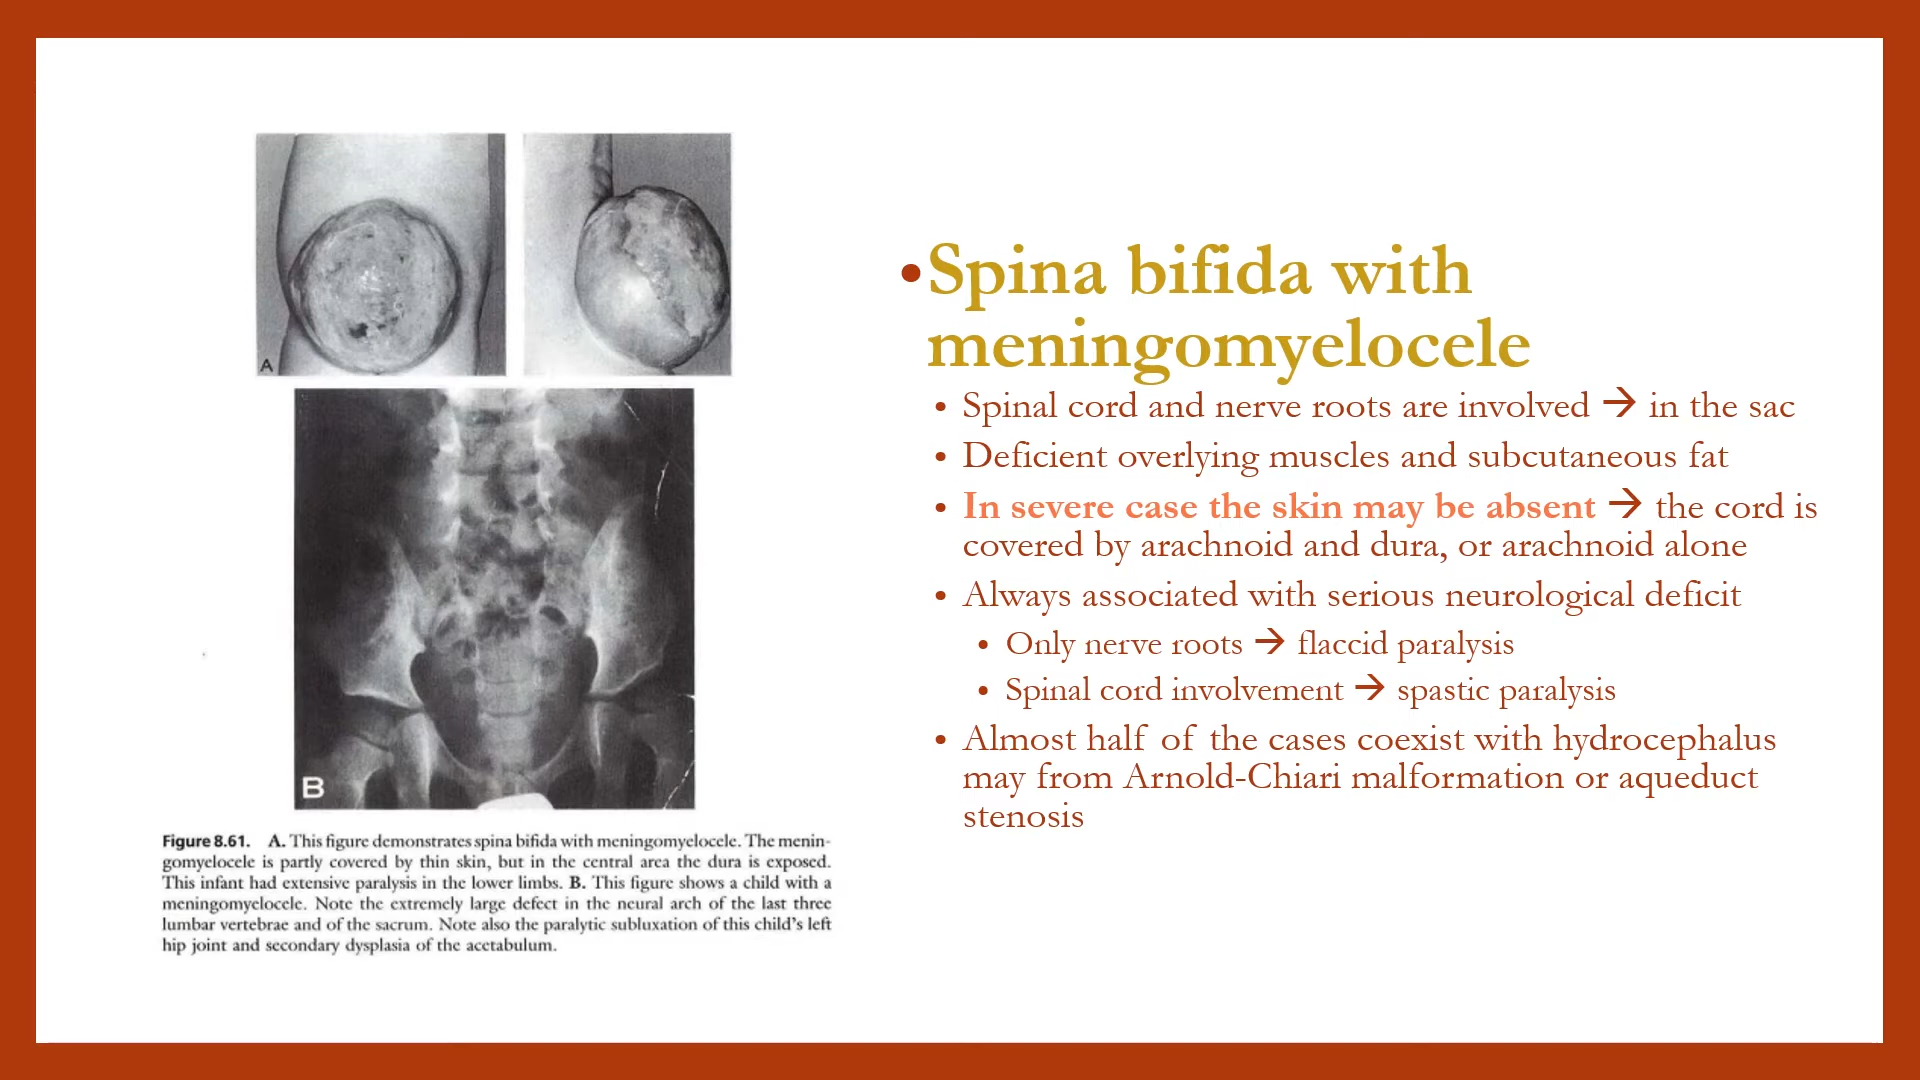 A
B
Figure 8.61. A. This figure demonstrates spina bifida with meningomyelocele. The menin-
gomyelocele is partly covered by thin skin, but in the central area the dura is exposed.
This infant had extensive paralysis in the lower limbs. B. This figure shows a child with a
meningomyelocele. Note the extremely large defect in the neural arch of the last three
lumbar vertebrae and of the sacrum. Note also the paralytic subluxation of this child's left
hip joint and secondary dysplasia of the acetabulum.
•Spina bifida with
meningomyelocele
• Spinal cord and nerve roots are involved → in the sac
• Deficient overlying muscles and subcutaneous fat
• In severe case the skin may be absent → the cord is
covered by arachnoid and dura, or arachnoid alone
• Always associated with serious neurological deficit
• Only nerve roots → flaccid paralysis
• Spinal cord involvement → spastic paralysis
• Almost half of the cases coexist with hydrocephalus
may from Arnold-Chiari malformation or aqueduct
stenosis